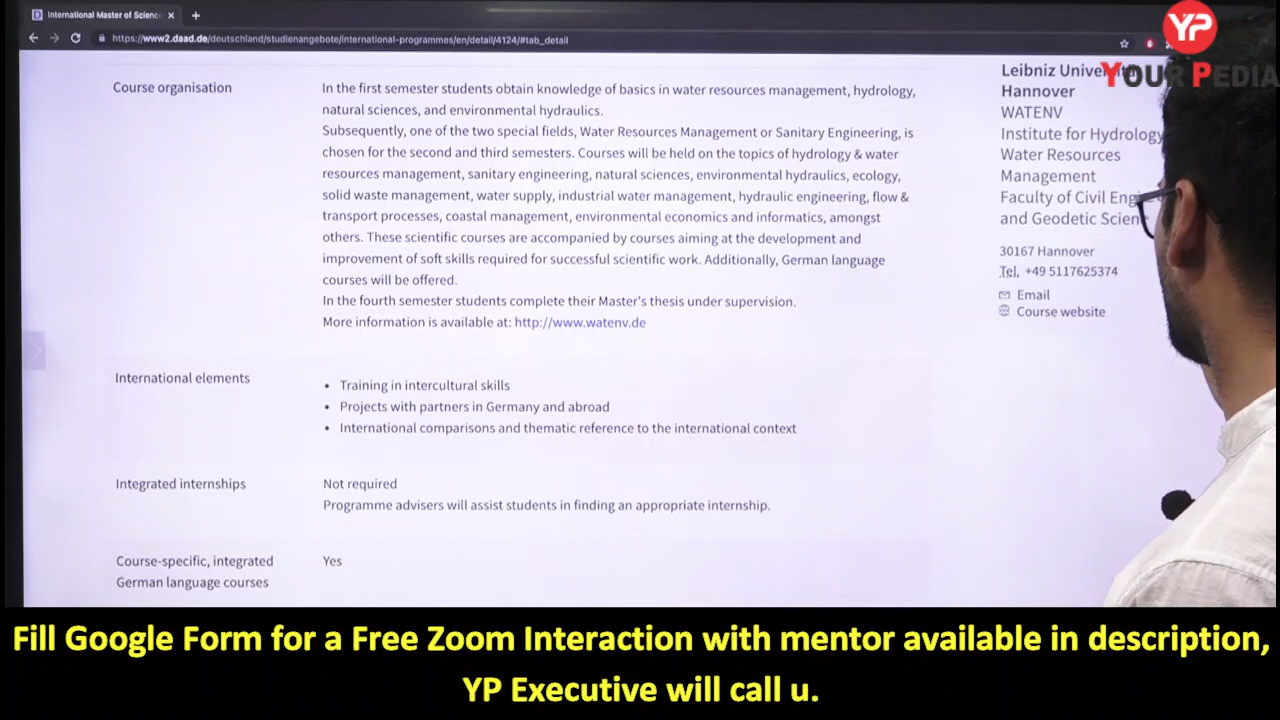 International Master of Science
https://www2.daad.de/deutschland/studienangebote/international-programmes/en/detail/4124/#tab_detail
YP
YOUR PEDIA
Course organisation
In the first semester students obtain knowledge of basics in water resources management, hydrology,
natural sciences, and environmental hydraulics.
Subsequently, one of the two special fields, Water Resources Management or Sanitary Engineering, is
chosen for the second and third semesters. Courses will be held on the topics of hydrology & water
resources management, sanitary engineering, natural sciences, environmental hydraulics, ecology,
solid waste management, water supply, industrial water management, hydraulic engineering, flow &
transport processes, coastal management, environmental economics and informatics, amongst
others. These scientific courses are accompanied by courses aiming at the development and
improvement of soft skills required for successful scientific work. Additionally, German language
courses will be offered.
In the fourth semester students complete their Master's thesis under supervision.
More information is available at: http://www.watenv.de
International elements
• Training in intercultural skills
• Projects with partners in Germany and abroad
• International comparisons and thematic reference to the international context
Integrated internships
Not required
Programme advisers will assist students in finding an appropriate internship.
Course-specific, integrated
German language courses
Yes
Leibniz
Hannover
WATENV
Institute for Hydrology
Water Resources
Management
Faculty of Civil
and Geodetic
30167 Hannover
Tel. +49 5117625374
Email
Course website
Fill Google Form for a Free Zoom Interaction with mentor available in description,
YP Executive will call u.